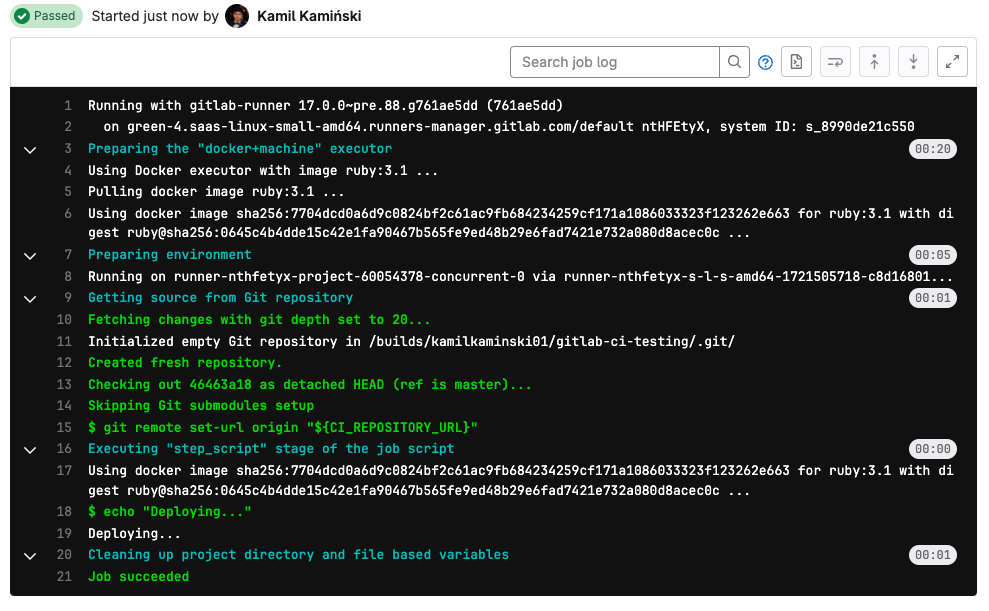 Passed Started just now by Kamil Kamiński
Search job log
1 Running with gitlab-runner 17.0.0~pre.88.g761ae5dd (761ae5dd)
2 on green-4.saas-linux-small-amd64.runners-manager.gitlab.com/default ntHFEtyX, system ID: s_8990de21c550
3 Preparing the "docker+machine" executor 00:20
4 Using Docker executor with image ruby:3.1 ...
5 Pulling docker image ruby:3.1 ...
6 Using docker image sha256:7704dcd0a6d9c0824bf2c61ac9fb684234259cf171a1086033323f123262e663 for ruby:3.1 with di
gest ruby@sha256:0645c4b4dde15c42e1fa90467b565fe9ed48b29e6fad7421e732a080d8acec0c ...
7 Preparing environment 00:05
8 Running on runner-nthfetyx-project-60054378-concurrent-0 via runner-nthfetyx-s-l-s-amd64-1721505718-c8d16801...
9 Getting source from Git repository 00:01
10 Fetching changes with git depth set to 20...
11 Initialized empty Git repository in /builds/kamilkaminski01/gitlab-ci-testing/.git/
12 Created fresh repository.
13 Checking out 46463a18 as detached HEAD (ref is master)...
14 Skipping Git submodules setup
15 $ git remote set-url origin "${CI_REPOSITORY_URL}"
16 Executing "step_script" stage of the job script 00:00
17 Using docker image sha256:7704dcd0a6d9c0824bf2c61ac9fb684234259cf171a1086033323f123262e663 for ruby:3.1 with di
gest ruby@sha256:0645c4b4dde15c42e1fa90467b565fe9ed48b29e6fad7421e732a080d8acec0c ...
18 $ echo "Deploying..."
19 Deploying...
20 Cleaning up project directory and file based variables 00:01
21 Job succeeded